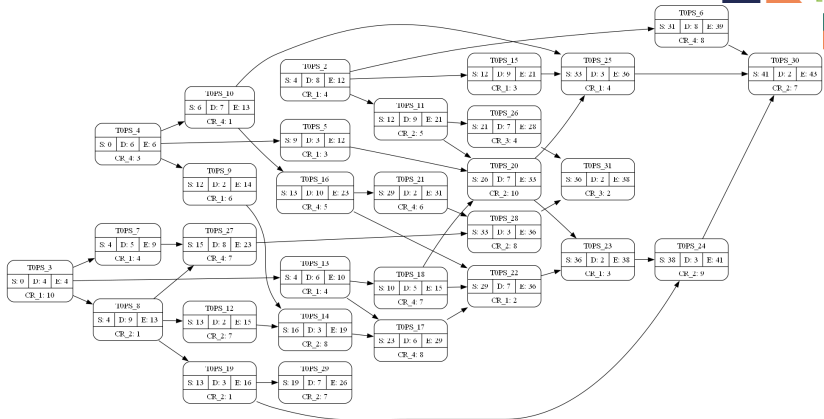 T0PS_6
S: 31 D: 8 E: 39
CR_4: 8
T0PS_2
S: 4 D: 8 E: 12
CR_1: 4
T0PS_15
S: 12 D: 9 E: 21
CR_1: 3
T0PS_25
S: 33 D: 3 E: 36
CR_1: 4
T0PS_30
S: 41 D: 2 E: 43
CR_2: 7
T0PS_10
S: 6 D: 7 E: 13
CR_4: 1
T0PS_11
S: 12 D: 9 E: 21
CR_2: 5
T0PS_4
S: 0 D: 6 E: 6
CR_4: 3
T0PS_5
S: 9 D: 3 E: 12
CR_1: 3
T0PS_26
S: 21 D: 7 E: 28
CR_3: 4
T0PS_9
S: 12 D: 2 E: 14
CR_1: 6
T0PS_16
S: 13 D: 10 E: 23
CR_4: 5
T0PS_21
S: 29 D: 2 E: 31
CR_4: 6
T0PS_20
S: 26 D: 7 E: 33
CR_2: 10
T0PS_31
S: 36 D: 2 E: 38
CR_3: 2
T0PS_7
S: 4 D: 5 E: 9
CR_1: 4
T0PS_27
S: 15 D: 8 E: 23
CR_4: 7
T0PS_28
S: 33 D: 3 E: 36
CR_2: 8
T0PS_23
S: 36 D: 2 E: 38
CR_1: 3
T0PS_24
S: 38 D: 3 E: 41
CR_2: 9
T0PS_3
S: 0 D: 4 E: 4
CR_1: 10
T0PS_13
S: 4 D: 6 E: 10
CR_1: 4
T0PS_18
S: 10 D: 5 E: 15
CR_4: 7
T0PS_22
S: 29 D: 7 E: 36
CR_1: 2
T0PS_8
S: 4 D: 9 E: 13
CR_2: 1
T0PS_12
S: 13 D: 2 E: 15
CR_2: 7
T0PS_14
S: 16 D: 3 E: 19
CR_2: 8
T0PS_17
S: 23 D: 6 E: 29
CR_4: 8
T0PS_19
S: 13 D: 3 E: 16
CR_2: 1
T0PS_29
S: 19 D: 7 E: 26
CR_2: 7